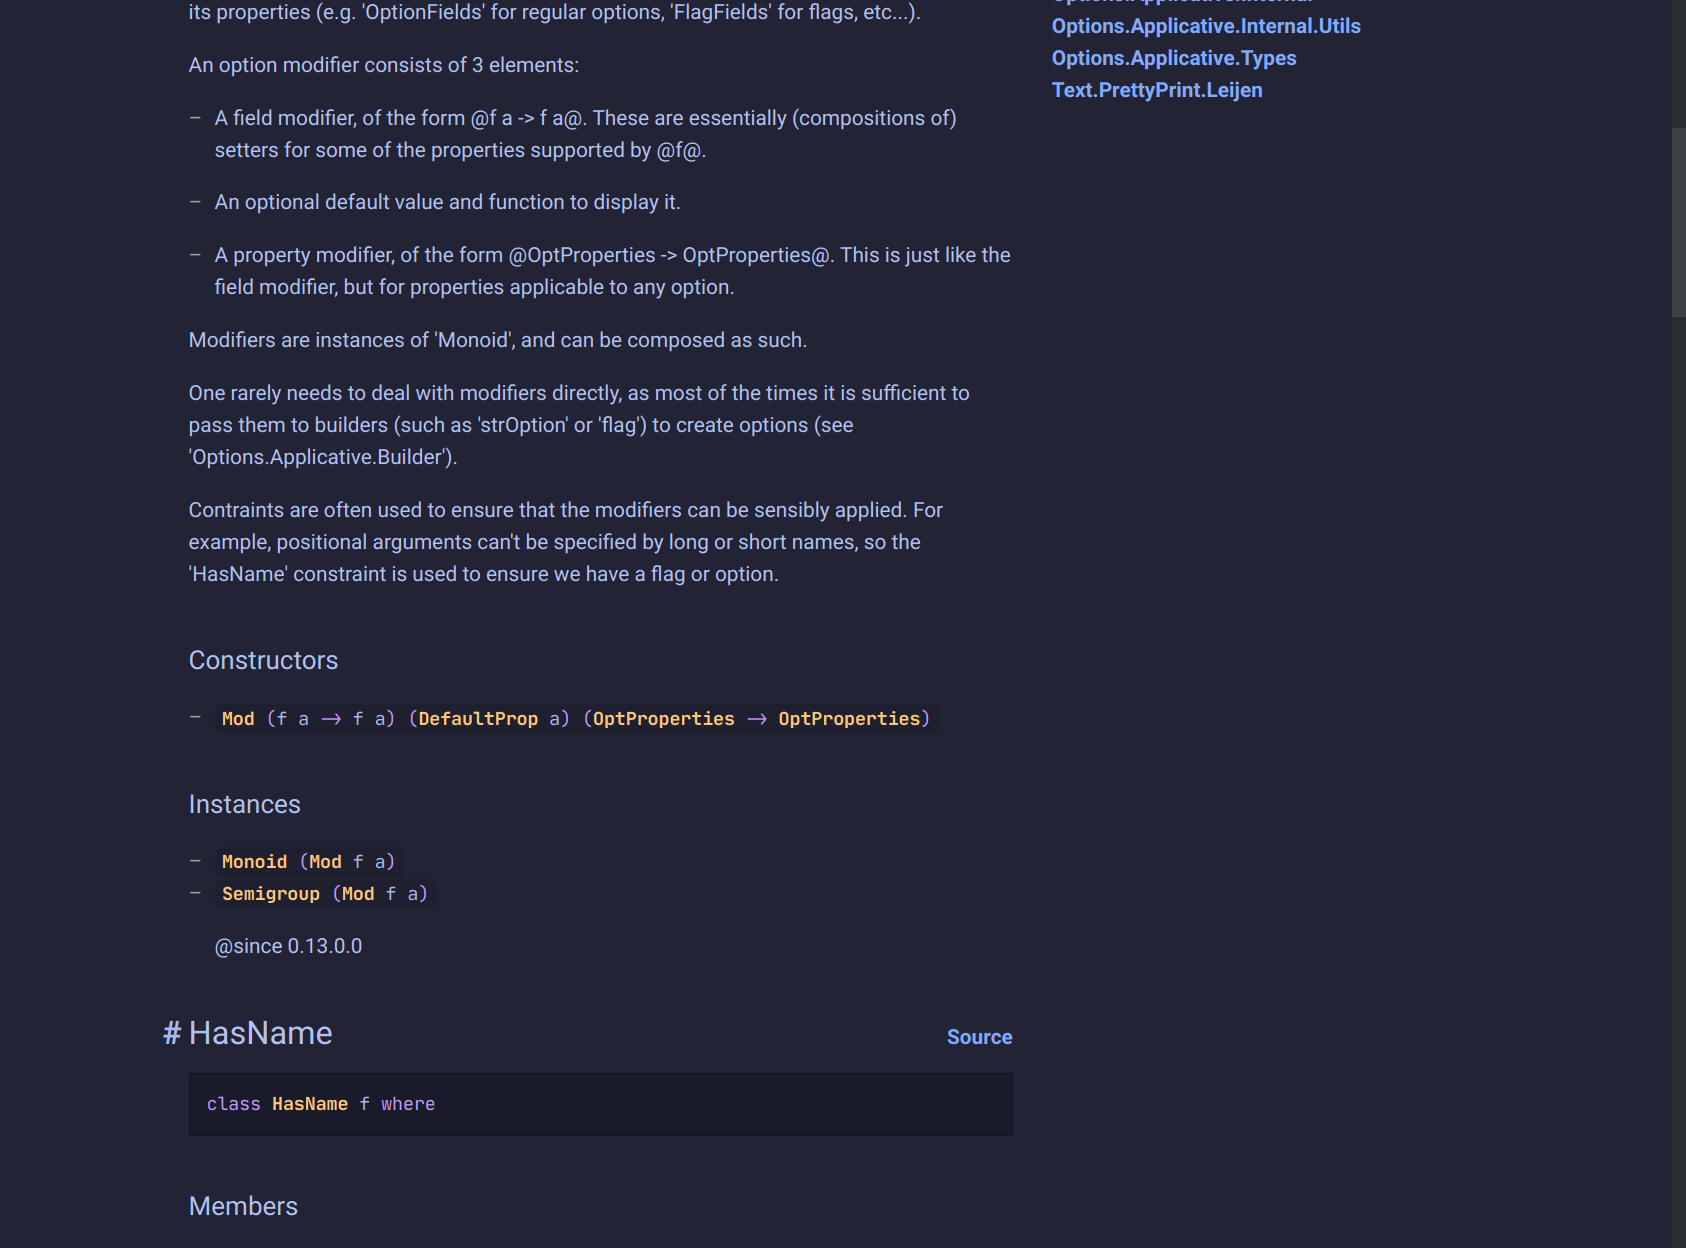 its properties (e.g. 'OptionFields' for regular options, 'FlagFields' for flags, etc...).
An option modifier consists of 3 elements:
– A field modifier, of the form @f a -> f a@. These are essentially (compositions of)
setters for some of the properties supported by @f@.
– An optional default value and function to display it.
– A property modifier, of the form @OptProperties -> OptProperties@. This is just like the
field modifier, but for properties applicable to any option.
Modifiers are instances of 'Monoid', and can be composed as such.
One rarely needs to deal with modifiers directly, as most of the times it is sufficient to
pass them to builders (such as 'strOption' or 'flag') to create options (see
'Options.Applicative.Builder').
Contraints are often used to ensure that the modifiers can be sensibly applied. For
example, positional arguments can't be specified by long or short names, so the
'HasName' constraint is used to ensure we have a flag or option.
Constructors
– Mod (f a → f a) (DefaultProp a) (OptProperties → OptProperties)
Instances
– Monoid (Mod f a)
– Semigroup (Mod f a)
@since 0.13.0.0
# HasName
Source
class HasName f where
Members
Options.Applicative.Internal.Utils
Options.Applicative.Types
Text.PrettyPrint.Leijen